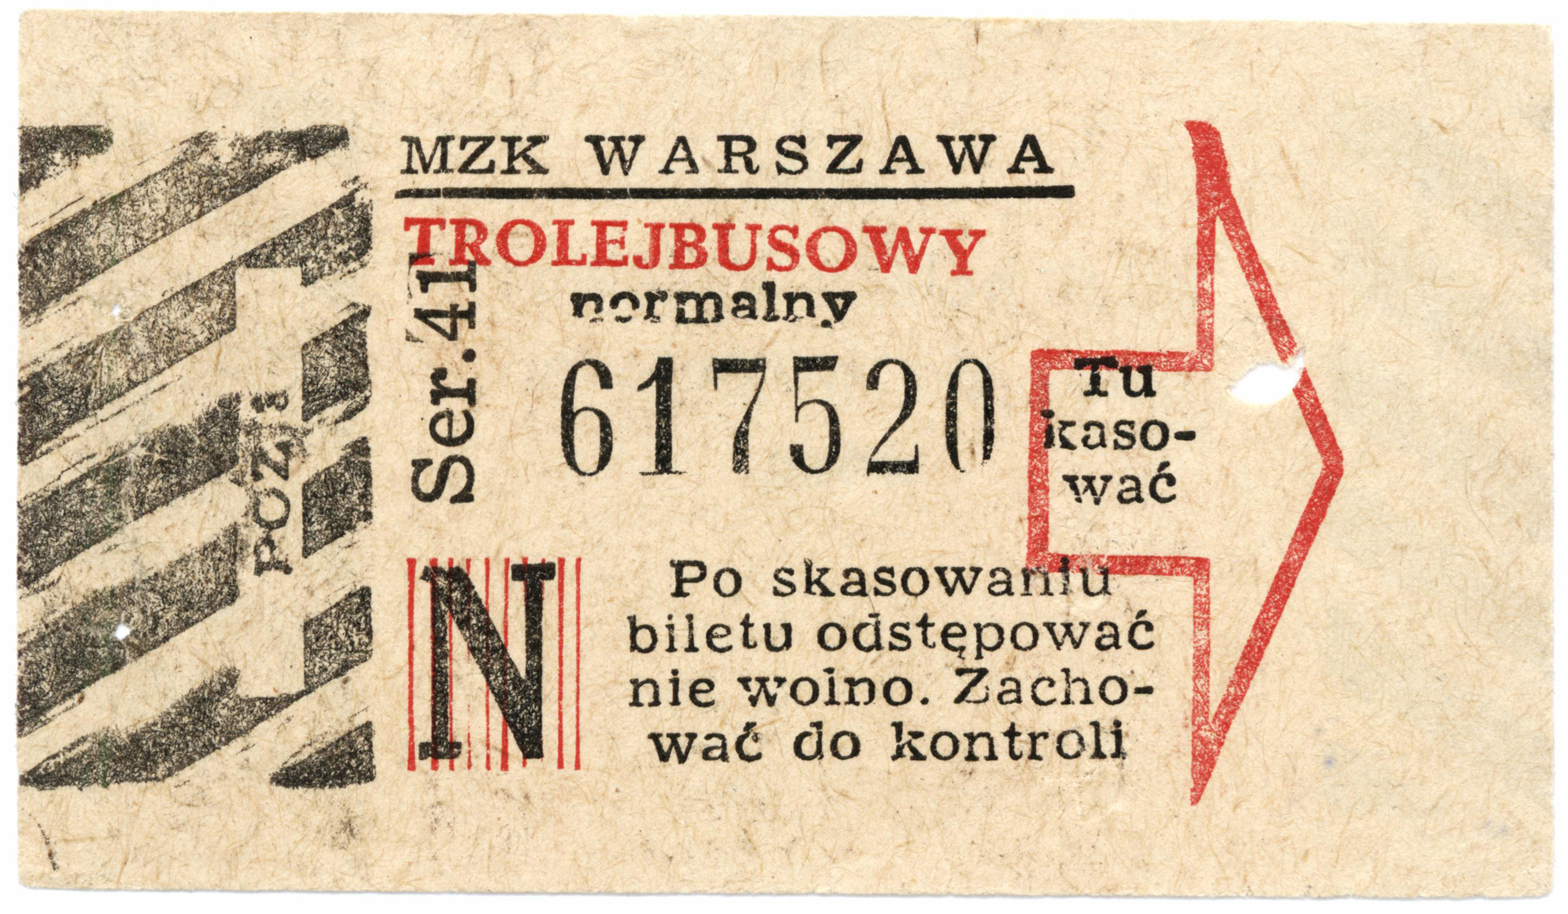 MZK WARSZAWA
TROLEJBUSOWY
normalny
Ser. 41
617520
Tu
kaso-
wać
N
Po skasowaniu
biletu odstępować
nie wolno. Zacho-
wać do kontroli